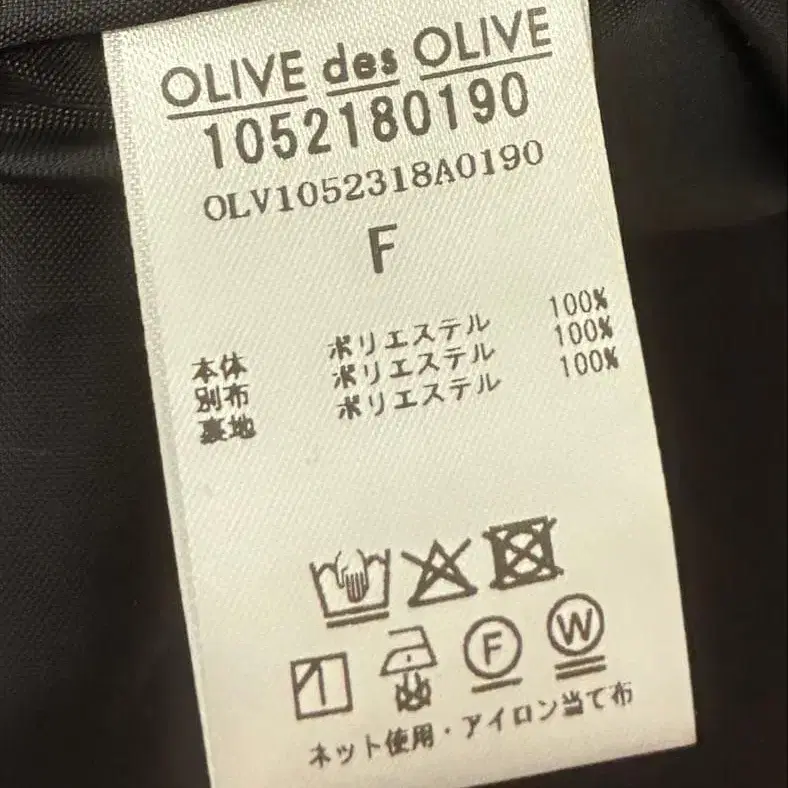 OLIVE des OLIVE
1052180190
OLV1052318A0190
F
本体 ポリエステル 100%
別布 ポリエステル 100%
裏地 ポリエステル 100%
F W
ネット使用・アイロン当て布